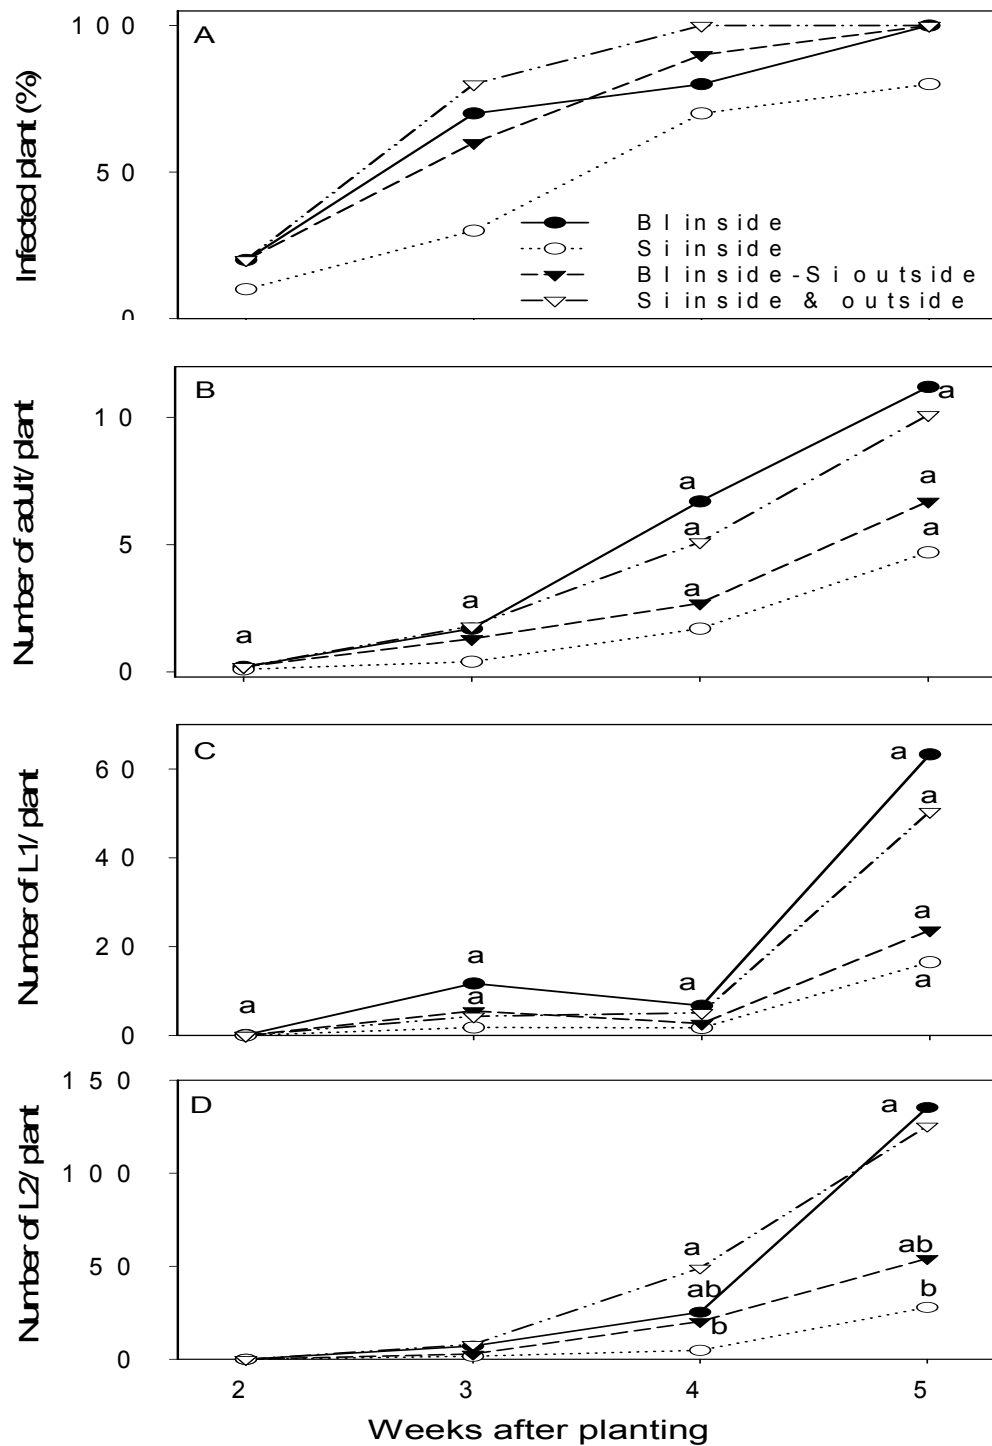 100
A
Infected plant (%)
50
Bl inside
Si inside
Bl inside-Si outside
Si inside & outside
0
B
10
a
a
a
Number of adult/plant
5
a
a
a
a
a
0
C
60
a
a
Number of L1/plant
40
20
a
a
a
a
a
a
0
150
D
a
Number of L2/plant
100
50
a
ab
ab
b
b
0
2 3 4 5
Weeks after planting